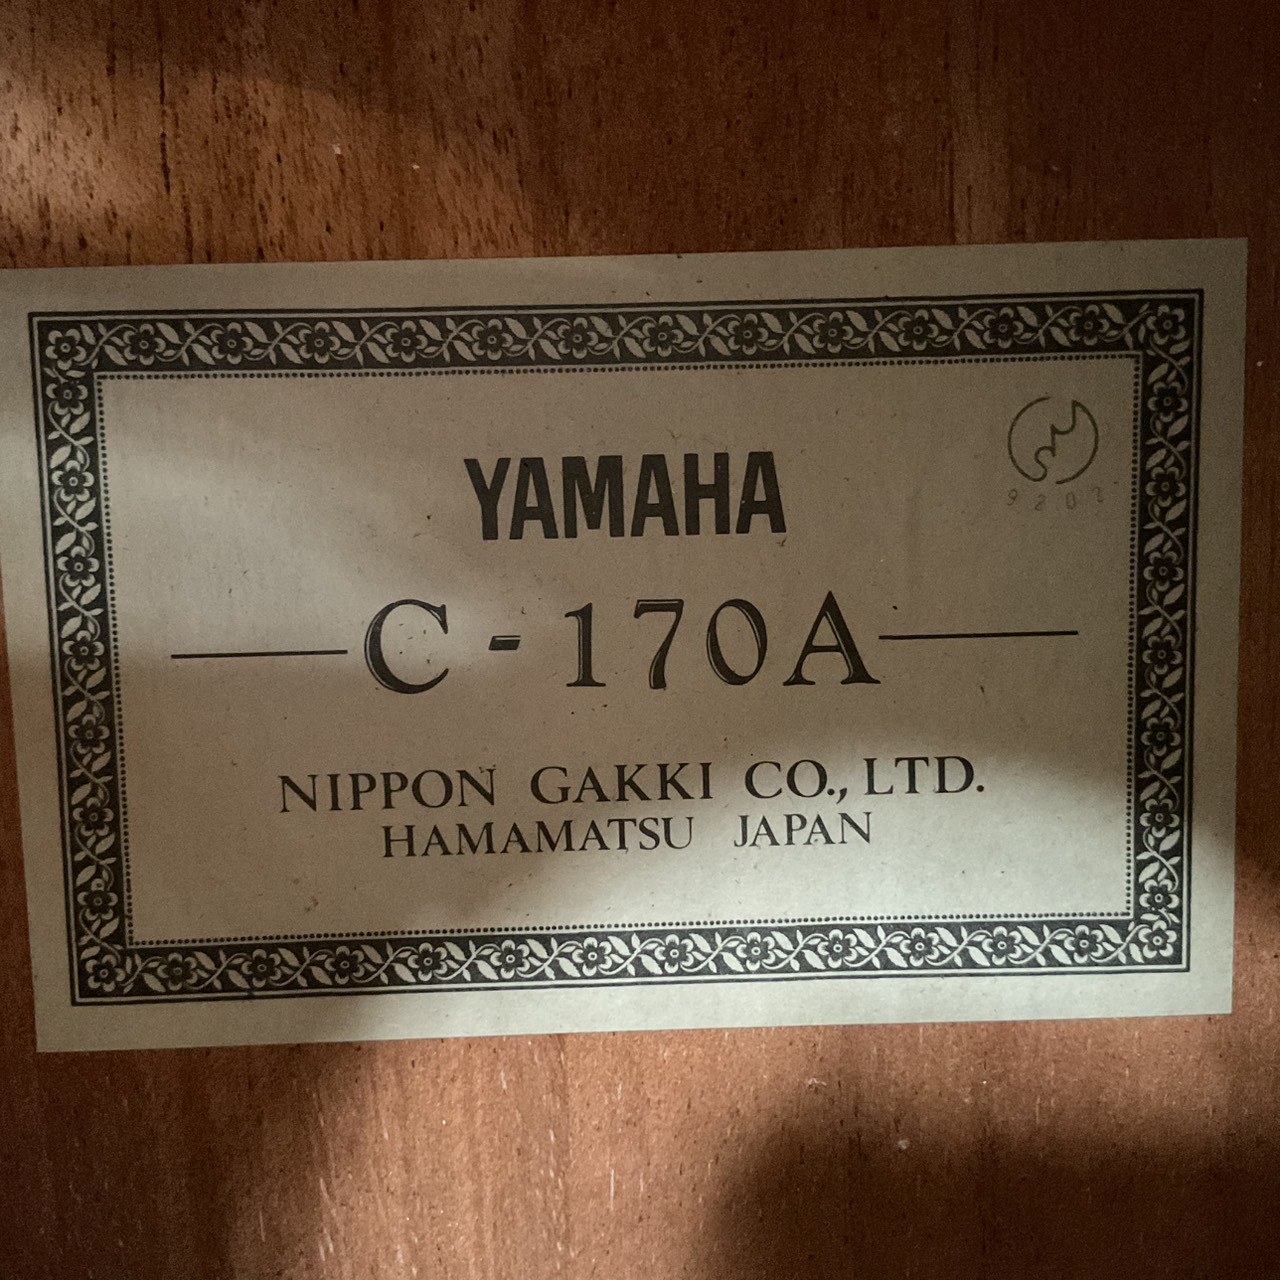 YAMAHA
C-170A
NIPPON GAKKI CO., LTD.
HAMAMATSU JAPAN